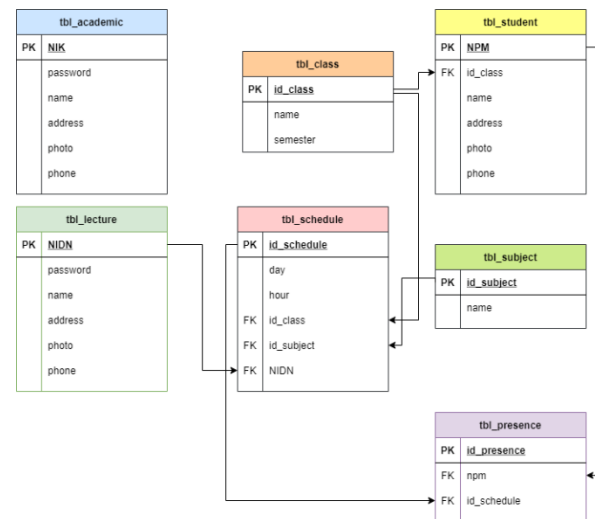 tbl_academic
PK NIK
password
name
address
photo
phone
tbl_class
PK id_class
name
semester
tbl_student
PK NPM
FK id_class
name
address
photo
phone
tbl_lecture
PK NIDN
password
name
address
photo
phone
tbl_schedule
PK id_schedule
day
hour
FK id_class
FK id_subject
FK NIDN
tbl_subject
PK id_subject
name
tbl_presence
PK id_presence
FK npm
FK id_schedule